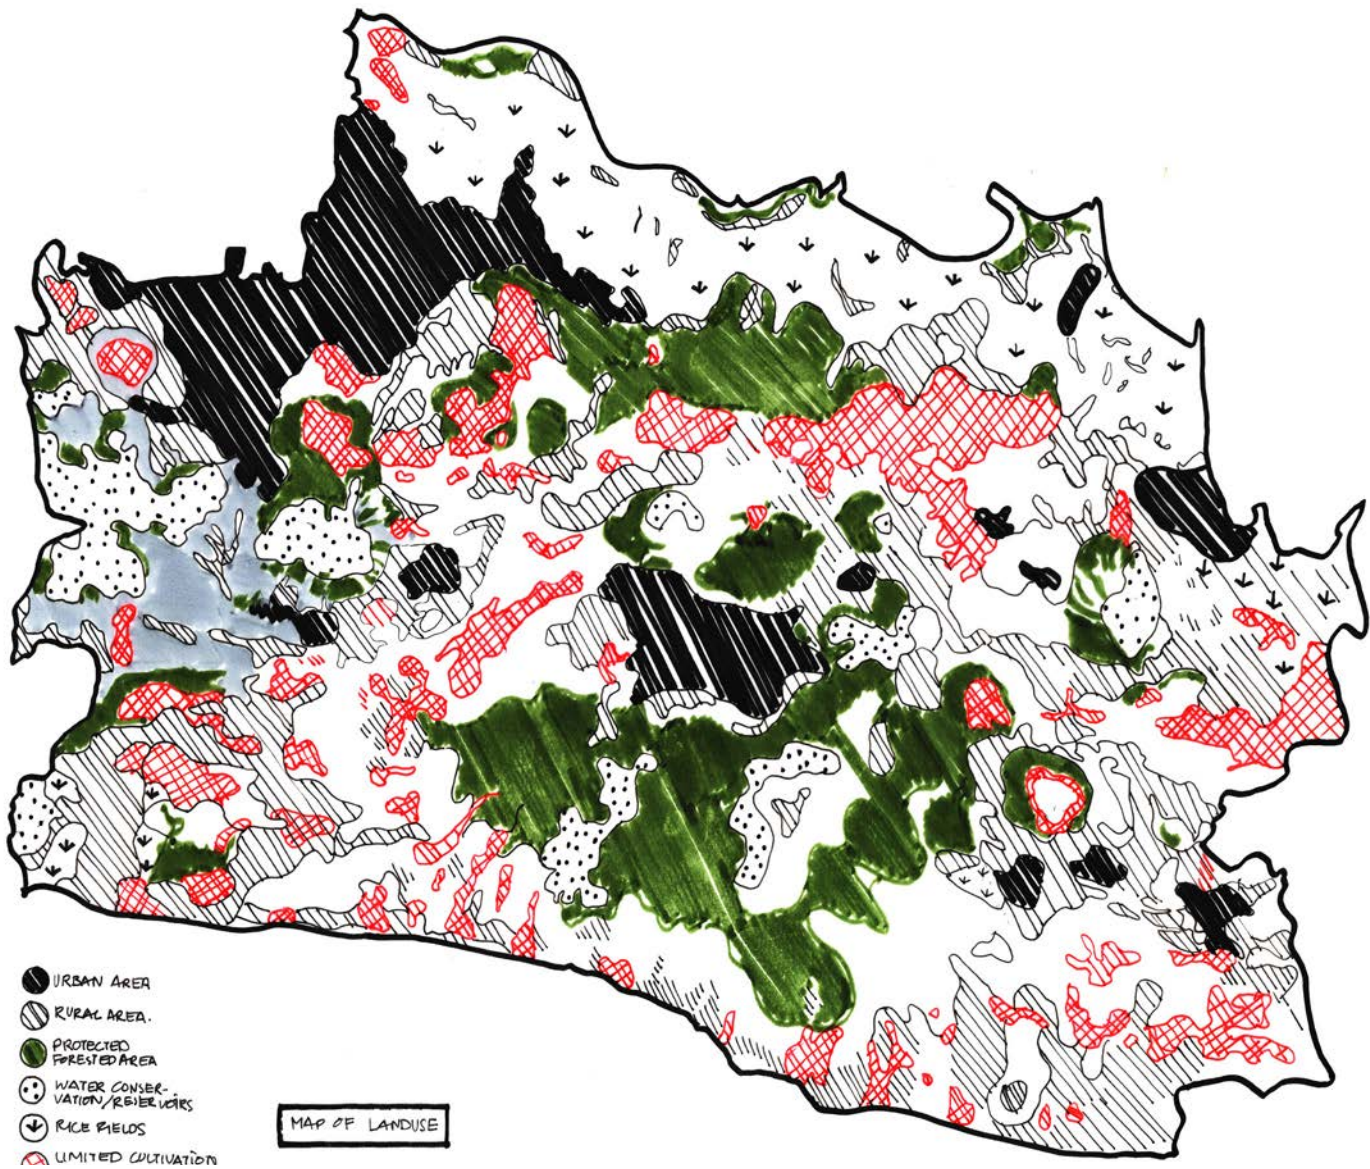 URBAN AREA
RURAL AREA.
PROTECTED
FORESTED AREA
WATER CONSER-
VATION/RESERVOIRS
RICE FIELDS
LIMITED CULTIVATION
MAP OF LANDUSE